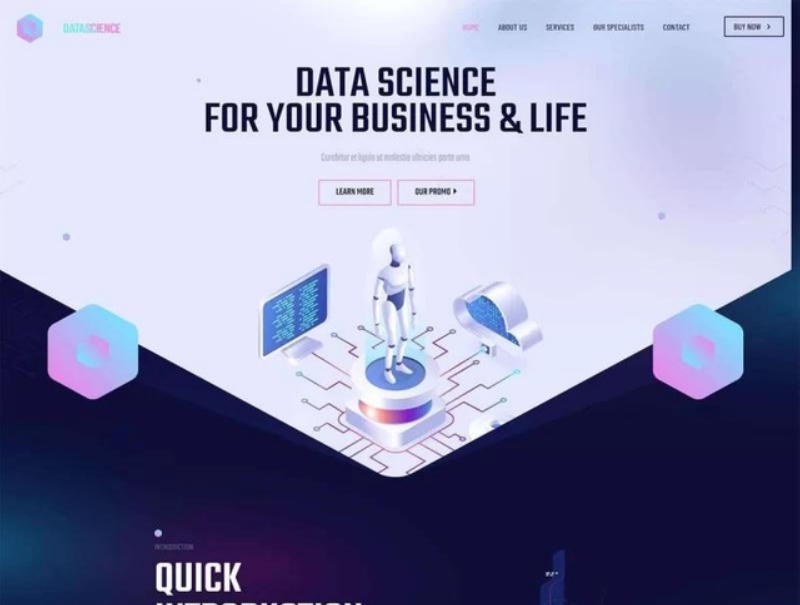 DATASCIENCE
HOME
ABOUT US
SERVICES
OUR SPECIALISTS
CONTACT
BUY NOW
DATA SCIENCE
FOR YOUR BUSINESS & LIFE
Curabitur et ligula ut molestie ultricies porta urna
LEARN MORE
OUR PROMO
INTRODUCTION
QUICK
INTRODUCTION